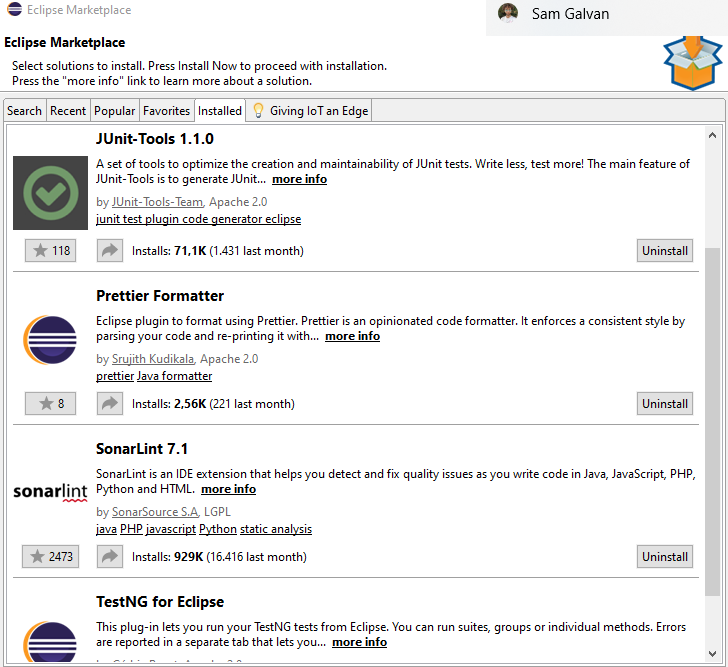 Eclipse Marketplace
Sam Galvan
Eclipse Marketplace
Select solutions to install. Press Install Now to proceed with installation.
Press the "more info" link to learn more about a solution.
Search Recent Popular Favorites Installed Giving IoT an Edge
JUnit-Tools 1.1.0
A set of tools to optimize the creation and maintainability of JUnit tests. Write less, test more! The main feature of
JUnit-Tools is to generate JUnit... more info
by JUnit-Tools-Team, Apache 2.0
junit test plugin code generator eclipse
118 Installs: 71,1K (1.431 last month) Uninstall
Prettier Formatter
Eclipse plugin to format using Prettier. Prettier is an opinionated code formatter. It enforces a consistent style by
parsing your code and re-printing it with... more info
by Srujith Kudikala, Apache 2.0
prettier Java formatter
8 Installs: 2,56K (221 last month) Uninstall
SonarLint 7.1
SonarLint is an IDE extension that helps you detect and fix quality issues as you write code in Java, JavaScript, PHP,
Python and HTML. more info
sonarlint
by SonarSource S.A, LGPL
java PHP javascript Python static analysis
2473 Installs: 929K (16.416 last month) Uninstall
TestNG for Eclipse
This plug-in lets you run your TestNG tests from Eclipse. You can run suites, groups or individual methods. Errors
are reported in a separate tab that lets you... more info